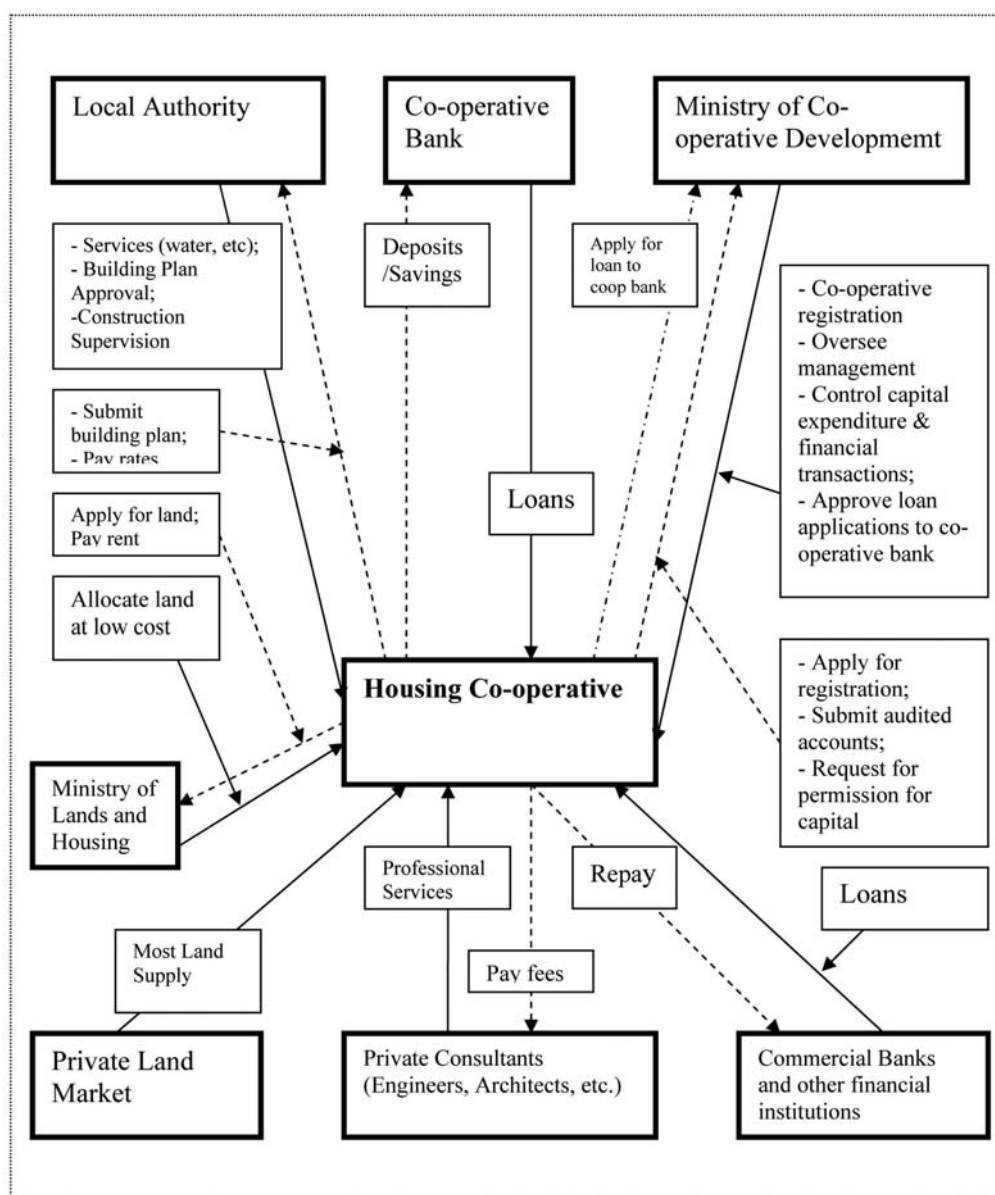 Local Authority
Co-operative
Bank
Ministry of Co-
operative Developmemt
- Services (water, etc);
- Building Plan
Approval;
-Construction
Supervision
Deposits
/Savings
Apply for
loan to
coop bank
- Co-operative
registration
- Oversee
management
- Control capital
expenditure &
financial
transactions;
- Approve loan
applications to co-
operative bank
- Submit
building plan;
- Pay rates
Loans
Apply for land;
Pay rent
Allocate land
at low cost
Housing Co-operative
- Apply for
registration;
- Submit audited
accounts;
- Request for
permission for
capital
Ministry of
Lands and
Housing
Professional
Services
Repay
Loans
Most Land
Supply
Pay fees
Private Land
Market
Private Consultants
(Engineers, Architects, etc.)
Commercial Banks
and other financial
institutions